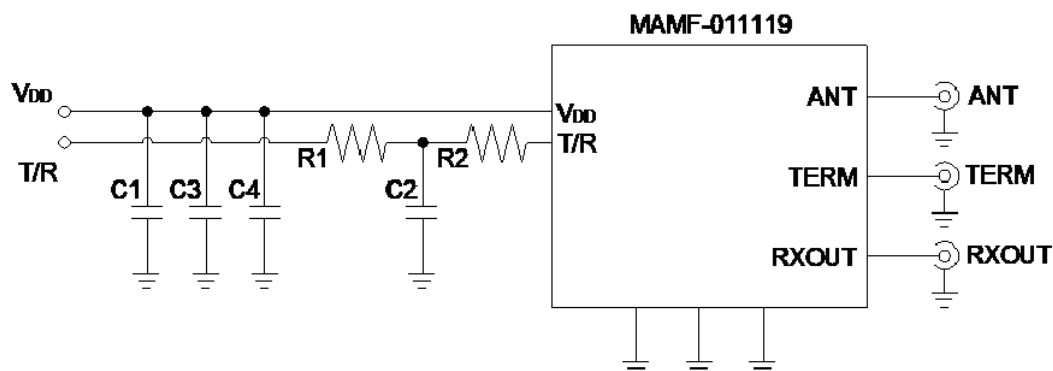 MAMF-011119
VDD
T/R
C1
C3
C4
R1
C2
R2
VDD
T/R
ANT
TERM
RXOUT
ANT
TERM
RXOUT